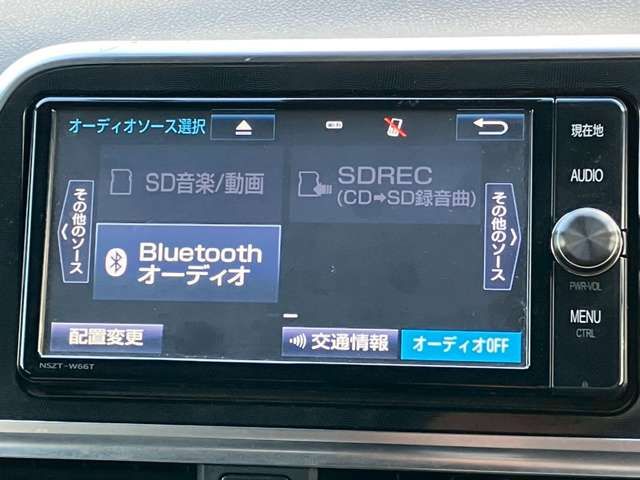 オーディオソース選択
現在地
SD音楽/動画
SDREC
(CD➡SD録音曲)
AUDIO
その他のソース
その他のソース
Bluetooth
オーディオ
PWR-VOL
MENU
CTRL
配置変更
交通情報
オーディオOFF
NSZT-W66T